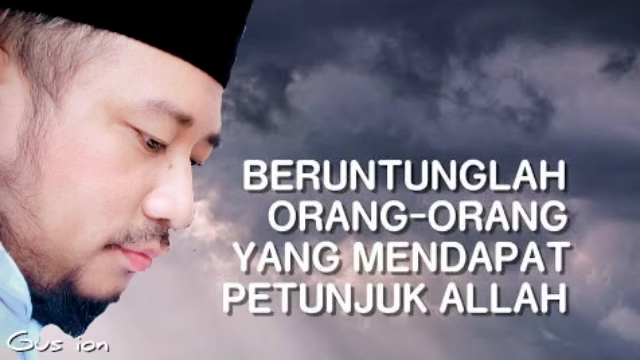 BERUNTUNGLAH
ORANG-ORANG
YANG MENDAPAT
PETUNJUK ALLAH
Gus ion